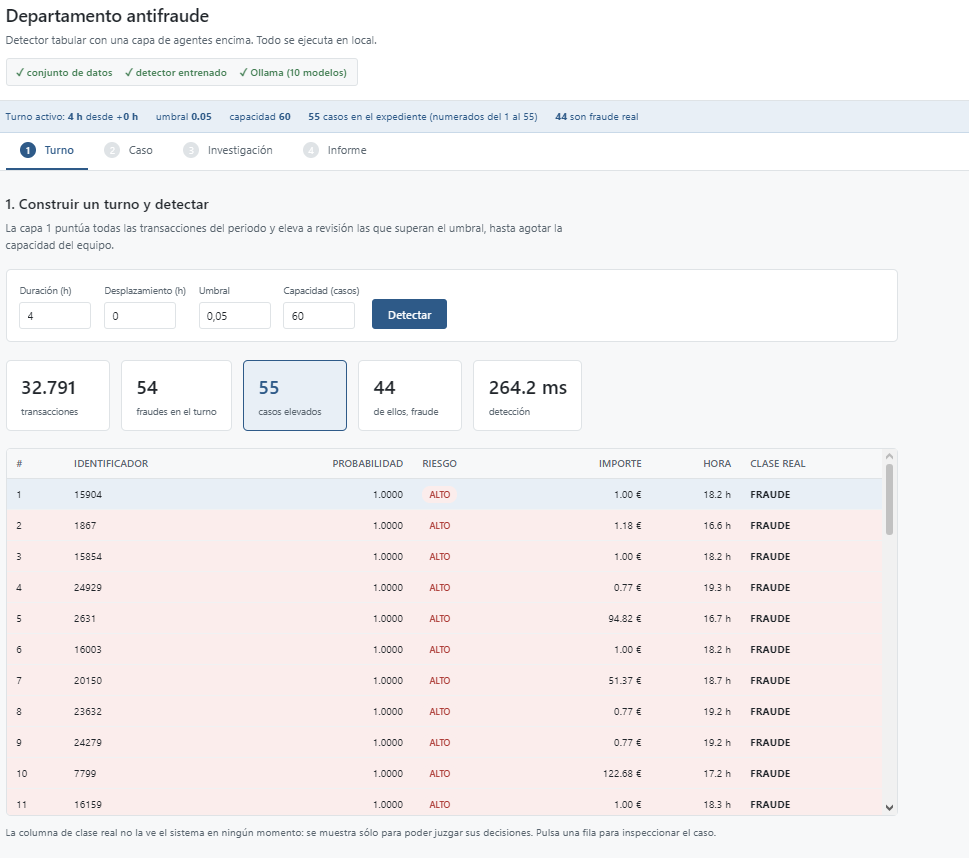 Departamento antifraude
Detector tabular con una capa de agentes encima. Todo se ejecuta en local.
✓ conjunto de datos ✓ detector entrenado ✓ Ollama (10 modelos)
Turno activo: 4 h desde +0 h umbral 0.05 capacidad 60 55 casos en el expediente (numerados del 1 al 55) 44 son fraude real
1 Turno 2 Caso 3 Investigación 4 Informe
1. Construir un turno y detectar
La capa 1 puntúa todas las transacciones del periodo y eleva a revisión las que superan el umbral, hasta agotar la
capacidad del equipo.
Duración (h) Desplazamiento (h) Umbral Capacidad (casos)
4 0 0,05 60 Detectar
32.791 54 55 44 264.2 ms
transacciones fraudes en el turno casos elevados de ellos, fraude detección
# IDENTIFICADOR PROBABILIDAD RIESGO IMPORTE HORA CLASE REAL
1 15904 1.0000 ALTO 1.00 € 18.2 h FRAUDE
2 1867 1.0000 ALTO 1.18 € 16.6 h FRAUDE
3 15854 1.0000 ALTO 1.00 € 18.2 h FRAUDE
4 24929 1.0000 ALTO 0.77 € 19.3 h FRAUDE
5 2631 1.0000 ALTO 94.82 € 16.7 h FRAUDE
6 16003 1.0000 ALTO 1.00 € 18.2 h FRAUDE
7 20150 1.0000 ALTO 51.37 € 18.7 h FRAUDE
8 23632 1.0000 ALTO 0.77 € 19.2 h FRAUDE
9 24279 1.0000 ALTO 0.77 € 19.2 h FRAUDE
10 7799 1.0000 ALTO 122.68 € 17.2 h FRAUDE
11 16159 1.0000 ALTO 1.00 € 18.3 h FRAUDE
La columna de clase real no la ve el sistema en ningún momento: se muestra sólo para poder juzgar sus decisiones. Pulsa una fila para inspeccionar el caso.